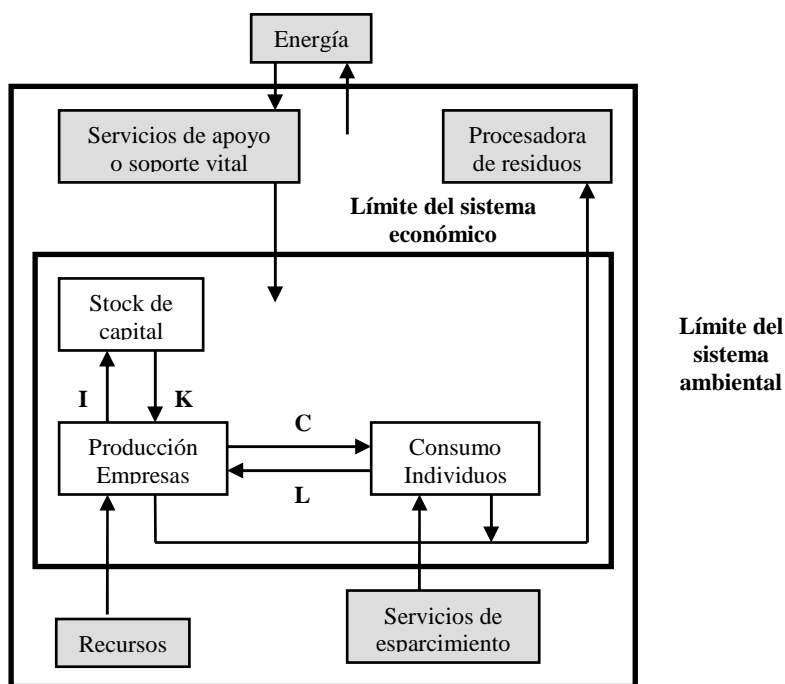 Energía
Servicios de apoyo
o soporte vital
Procesadora
de residuos
Límite del sistema
económico
Stock de
capital
Límite del
sistema
ambiental
I
K
C
Producción
Empresas
Consumo
Individuos
L
Servicios de
esparcimiento
Recursos